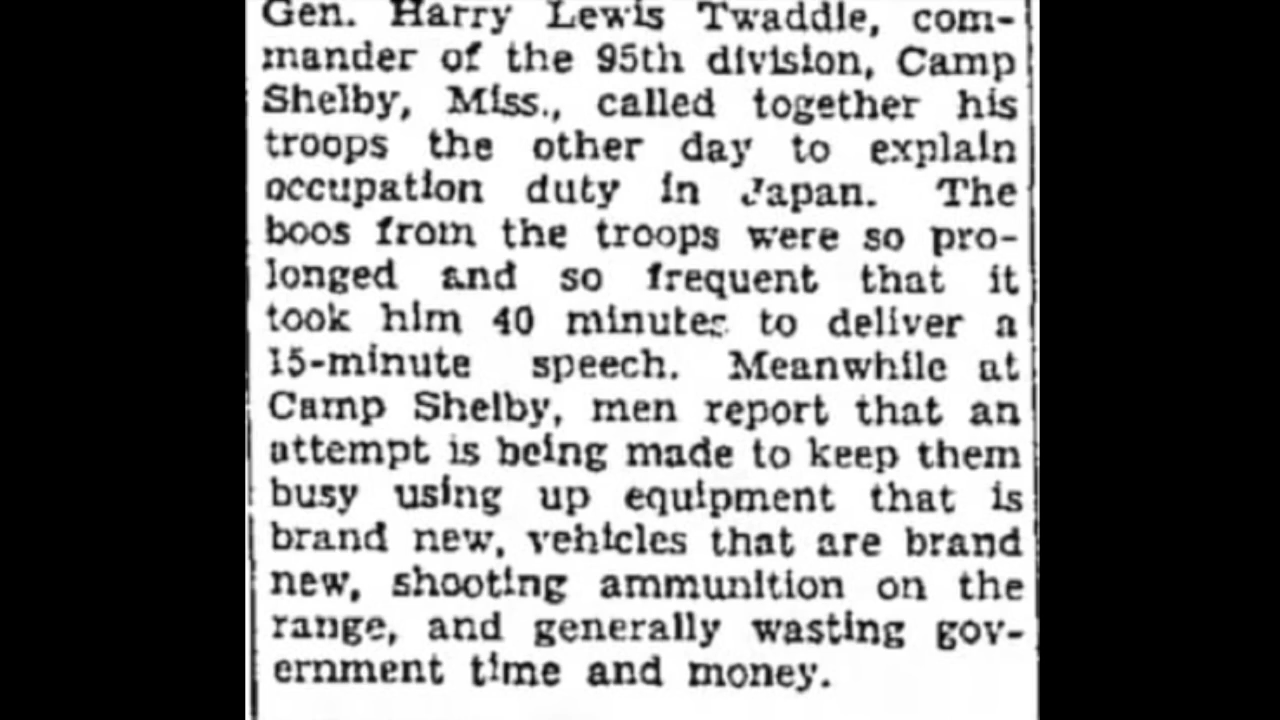 Gen. Harry Lewis Twaddle, com-
mander of the 95th division, Camp
Shelby, Miss., called together his
troops the other day to explain
occupation duty in Japan. The
boos from the troops were so pro-
longed and so frequent that it
took him 40 minutes to deliver a
15-minute speech. Meanwhile at
Camp Shelby, men report that an
attempt is being made to keep them
busy using up equipment that is
brand new, vehicles that are brand
new, shooting ammunition on the
range, and generally wasting gov-
ernment time and money.